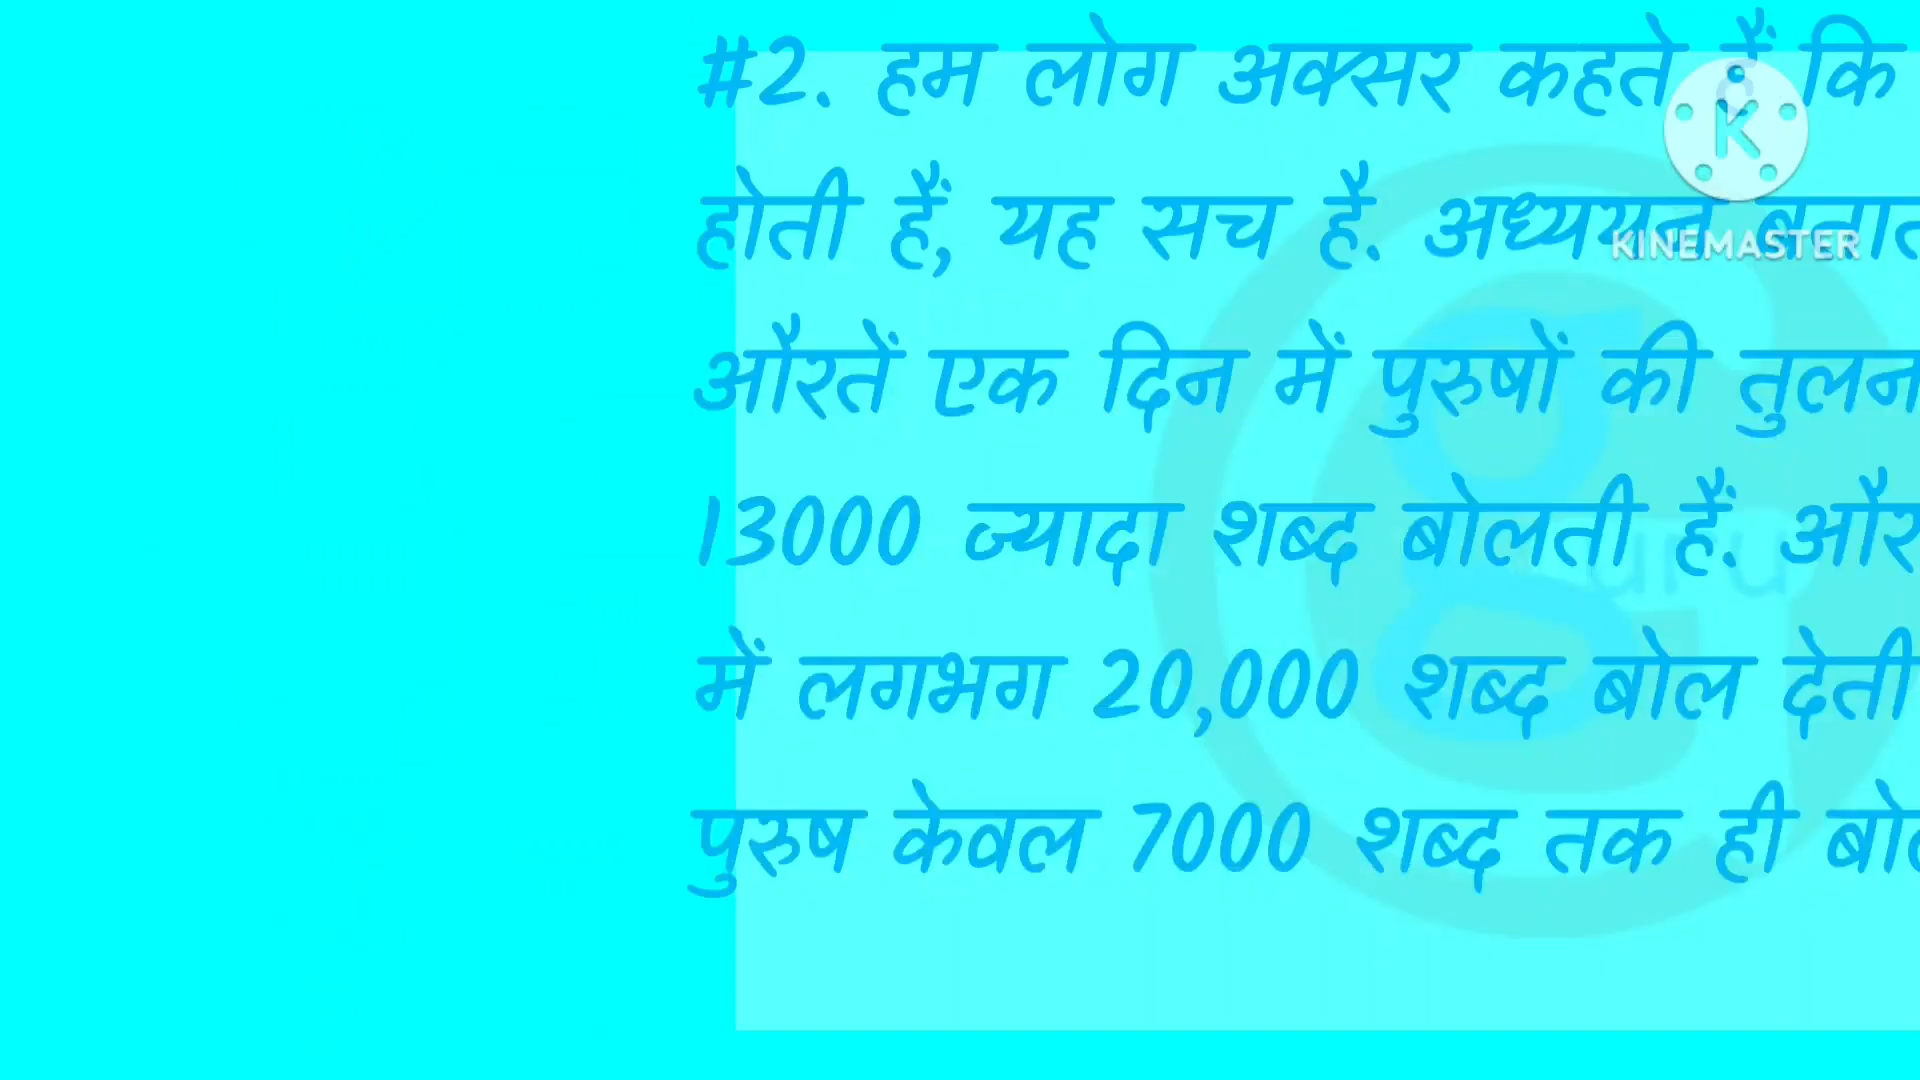 #2. हम लोग अक्सर कहते हैं कि
होती हैं, यह सच है. अध्ययन
औरतें एक दिन में पुरुषों की
13000 ज्यादा शब्द बोलती हैं.
में लगभग 20,000 शब्द बोल देती
पुरुष केवल 7000 शब्द तक ही
K
KINEMASTER
uru